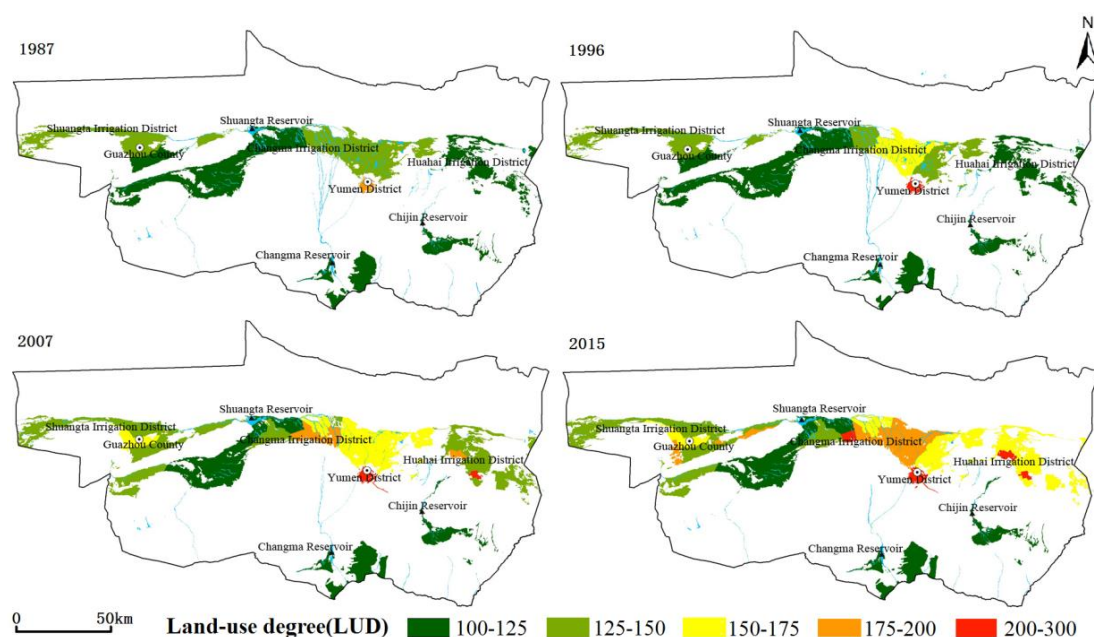 N
1987
Shuangta Reservoir
Shuangta Irrigation District
Guazhou County
Changma Irrigation District
Huahai Irrigation District
Yumen District
Chijin Reservoir
Changma Reservoir
1996
Shuangta Reservoir
Shuangta Irrigation District
Guazhou County
Changma Irrigation District
Huahai Irrigation District
Yumen District
Chijin Reservoir
Changma Reservoir
2007
Shuangta Reservoir
Shuangta Irrigation District
Guazhou County
Changma Irrigation District
Huahai Irrigation District
Yumen District
Chijin Reservoir
Changma Reservoir
2015
Shuangta Reservoir
Shuangta Irrigation District
Guazhou County
Changma Irrigation District
Huahai Irrigation District
Yumen District
Chijin Reservoir
Changma Reservoir
0 50km
Land-use degree(LUD) 100-125 125-150 150-175 175-200 200-300